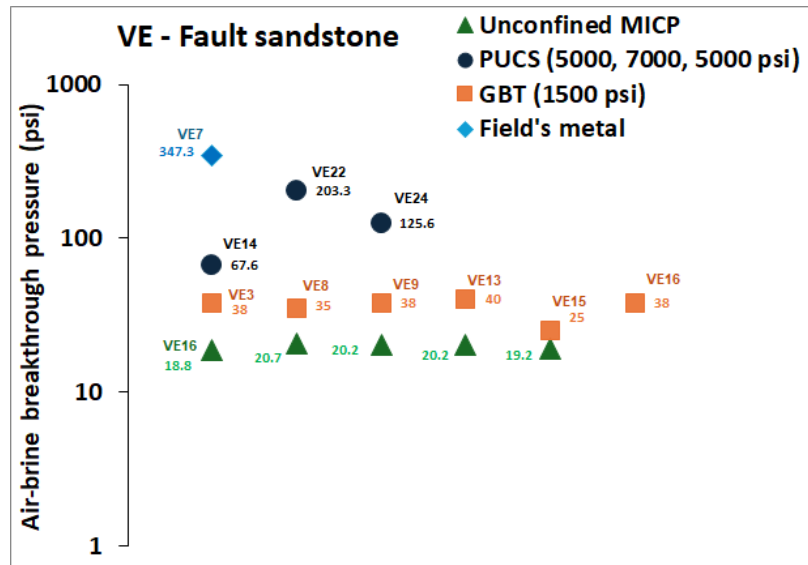 VE - Fault sandstone
Unconfined MICP
PUCS (5000, 7000, 5000 psi)
GBT (1500 psi)
Field's metal
Air-brine breakthrough pressure (psi)
1000
100
10
1
VE7
347.3
VE22
203.3
VE24
125.6
VE14
67.6
VE3
38
VE8
35
VE9
38
VE13
40
VE15
25
VE16
38
VE16
18.8
20.7
20.2
20.2
19.2